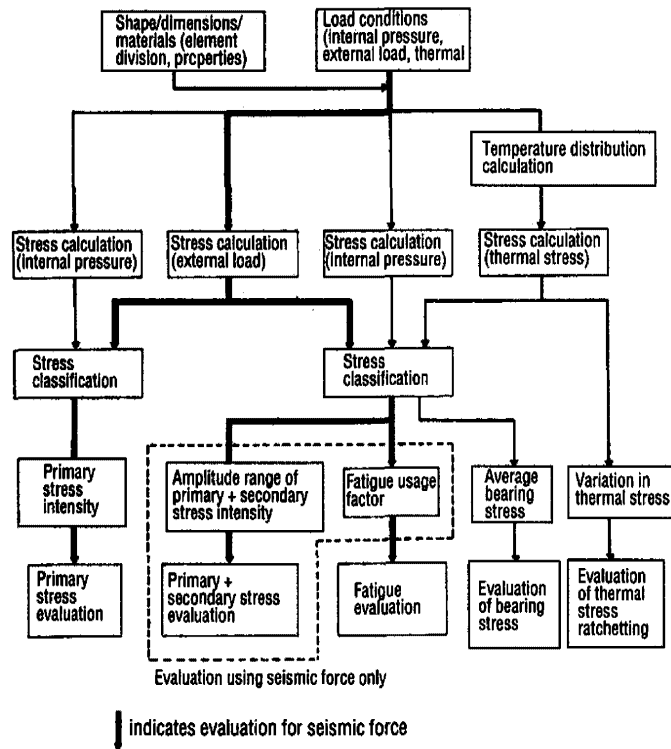 Shape/dimensions/
materials (element
division, prcperties)
Load conditions
(internal pressure,
external load, thermal
Temperature distribution
calculation
Stress calculation
(internal pressure)
Stress calculation
(external load)
Stress calculation
(internal pressure)
Stress calculation
(thermal stress)
Stress
classification
Stress
classification
Primary
stress
intensity
Amplitude range of
primary + secondary
stress intensity
Fatigue usage
factor
Average
bearing
stress
Variation in
thermal stress
Primary
stress
evaluation
Primary +
secondary stress
evaluation
Fatigue
evaluation
Evaluation
of bearing
stress
Evaluation
of thermal
stress
ratchetting
Evaluation using seismic force only
indicates evaluation for seismic force